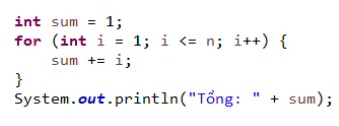 int sum = 1;
for (int i = 1; i <= n; i++) {
    sum += i;
}
System.out.println("Tổng: " + sum);